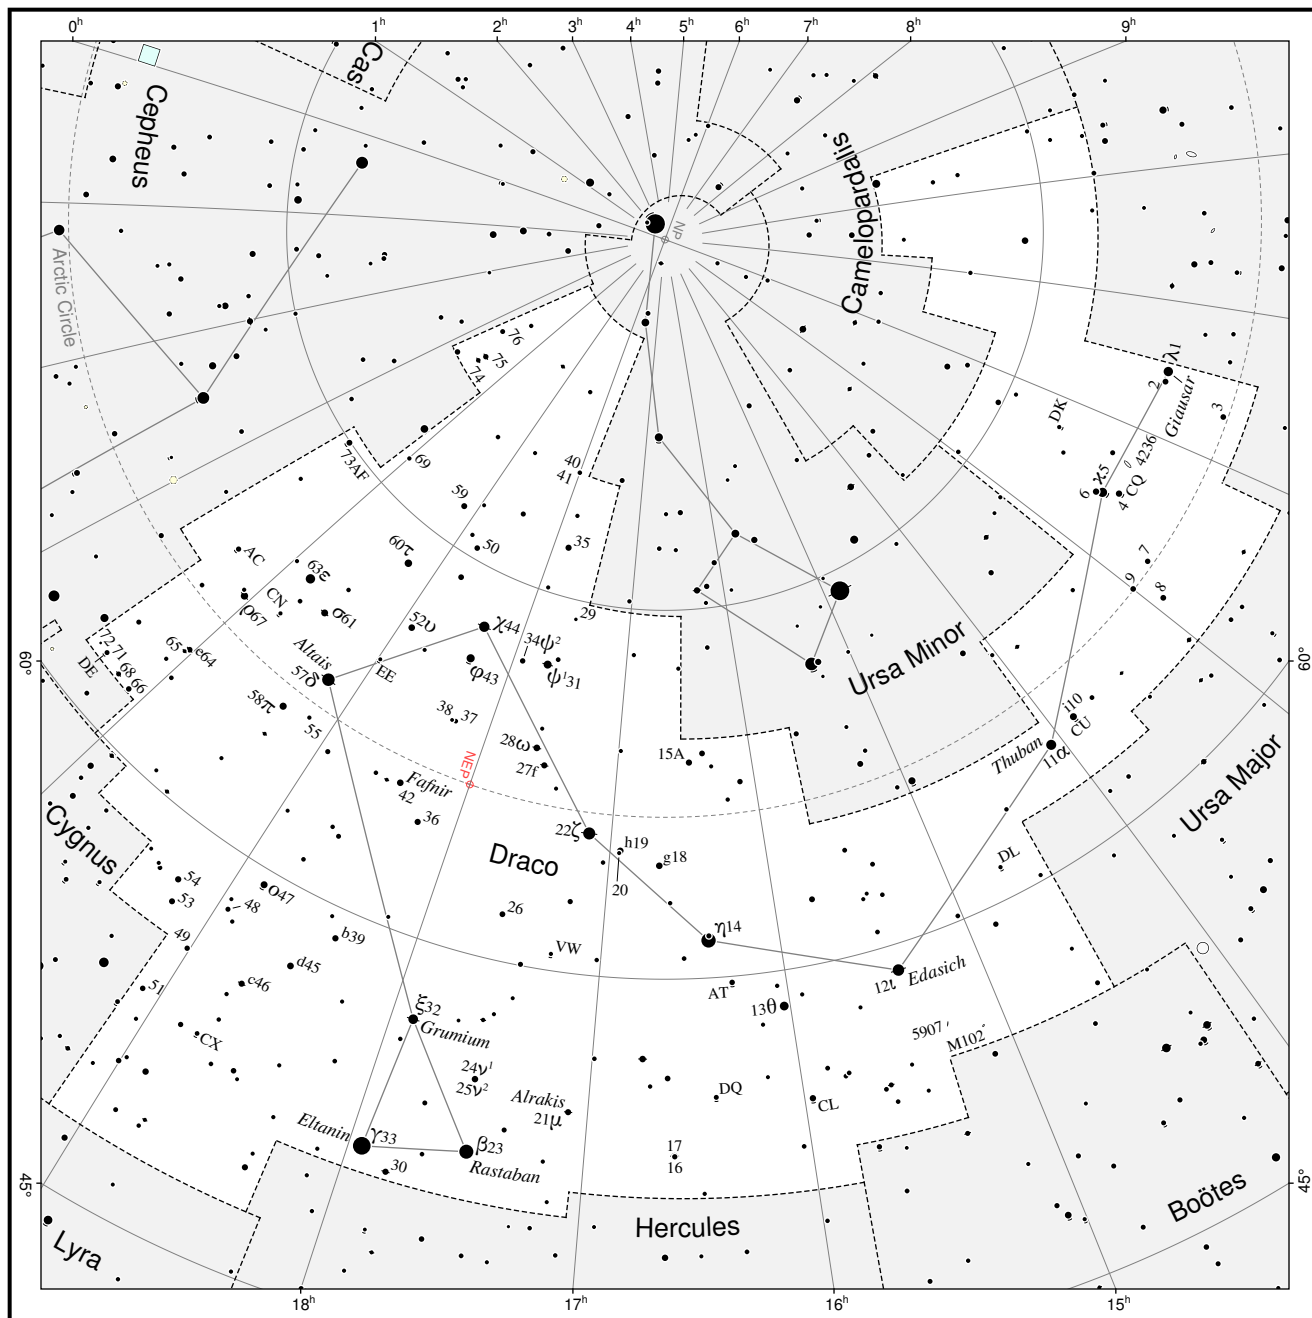 0h 1h 2h 3h 4h 5h 6h 7h 8h 9h
Cas
Cepheus
Camelopardalis
NP
Arctic Circle
76
75
74
λ1
2
Giausar
3
DK
73AF
69
40
41
4236
χ5
6
CQ
4
59
50
35
60τ
AC
63ε
CN
σ61
ρ67
7
9
8
29
52υ
χ44
34ψ2
ψ131
φ43
EE
Altais
57δ
65
e64
72
71
68
66
DE
60°
60°
Ursa Minor
58π
55
38
37
28ω
27f
15A
i10
CU
Thuban
11α
NEP
Fafnir
42
36
Ursa Major
Cygnus
22ζ
h19
20
g18
Draco
DL
54
53
ο47
48
26
η14
49
b39
VW
d45
c46
51
AT
12ι
Edasich
13θ
ξ32
Grumium
CX
5907
M102
24ν1
25ν2
Alrakis
21μ
DQ
CL
Eltanin
γ33
β23
Rastaban
30
17
16
45°
45°
Boötes
Hercules
Lyra
18h 17h 16h 15h